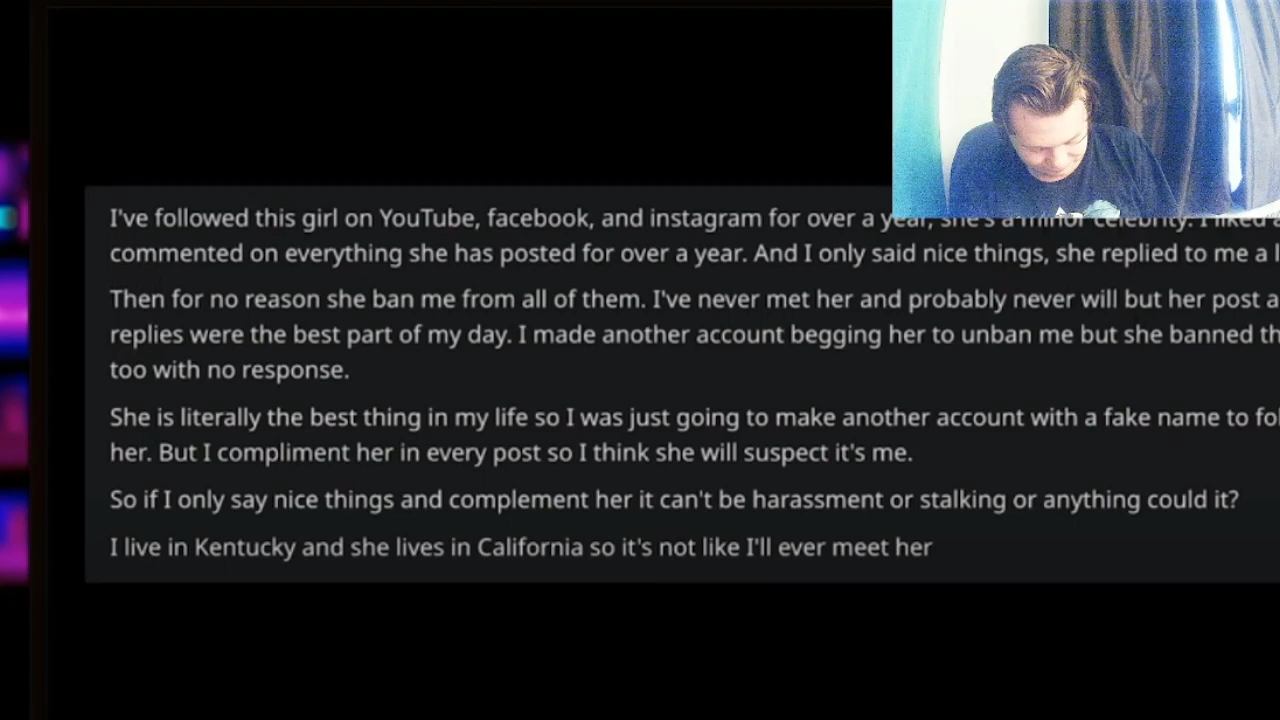 I've followed this girl on YouTube, facebook, and instagram for over a year, she's a minor celebrity. I liked
commented on everything she has posted for over a year. And I only said nice things, she replied to me a
Then for no reason she ban me from all of them. I've never met her and probably never will but her post
replies were the best part of my day. I made another account begging her to unban me but she banned
too with no response.
She is literally the best thing in my life so I was just going to make another account with a fake name to
her. But I compliment her in every post so I think she will suspect it's me.
So if I only say nice things and complement her it can't be harassment or stalking or anything could it?
I live in Kentucky and she lives in California so it's not like I'll ever meet her